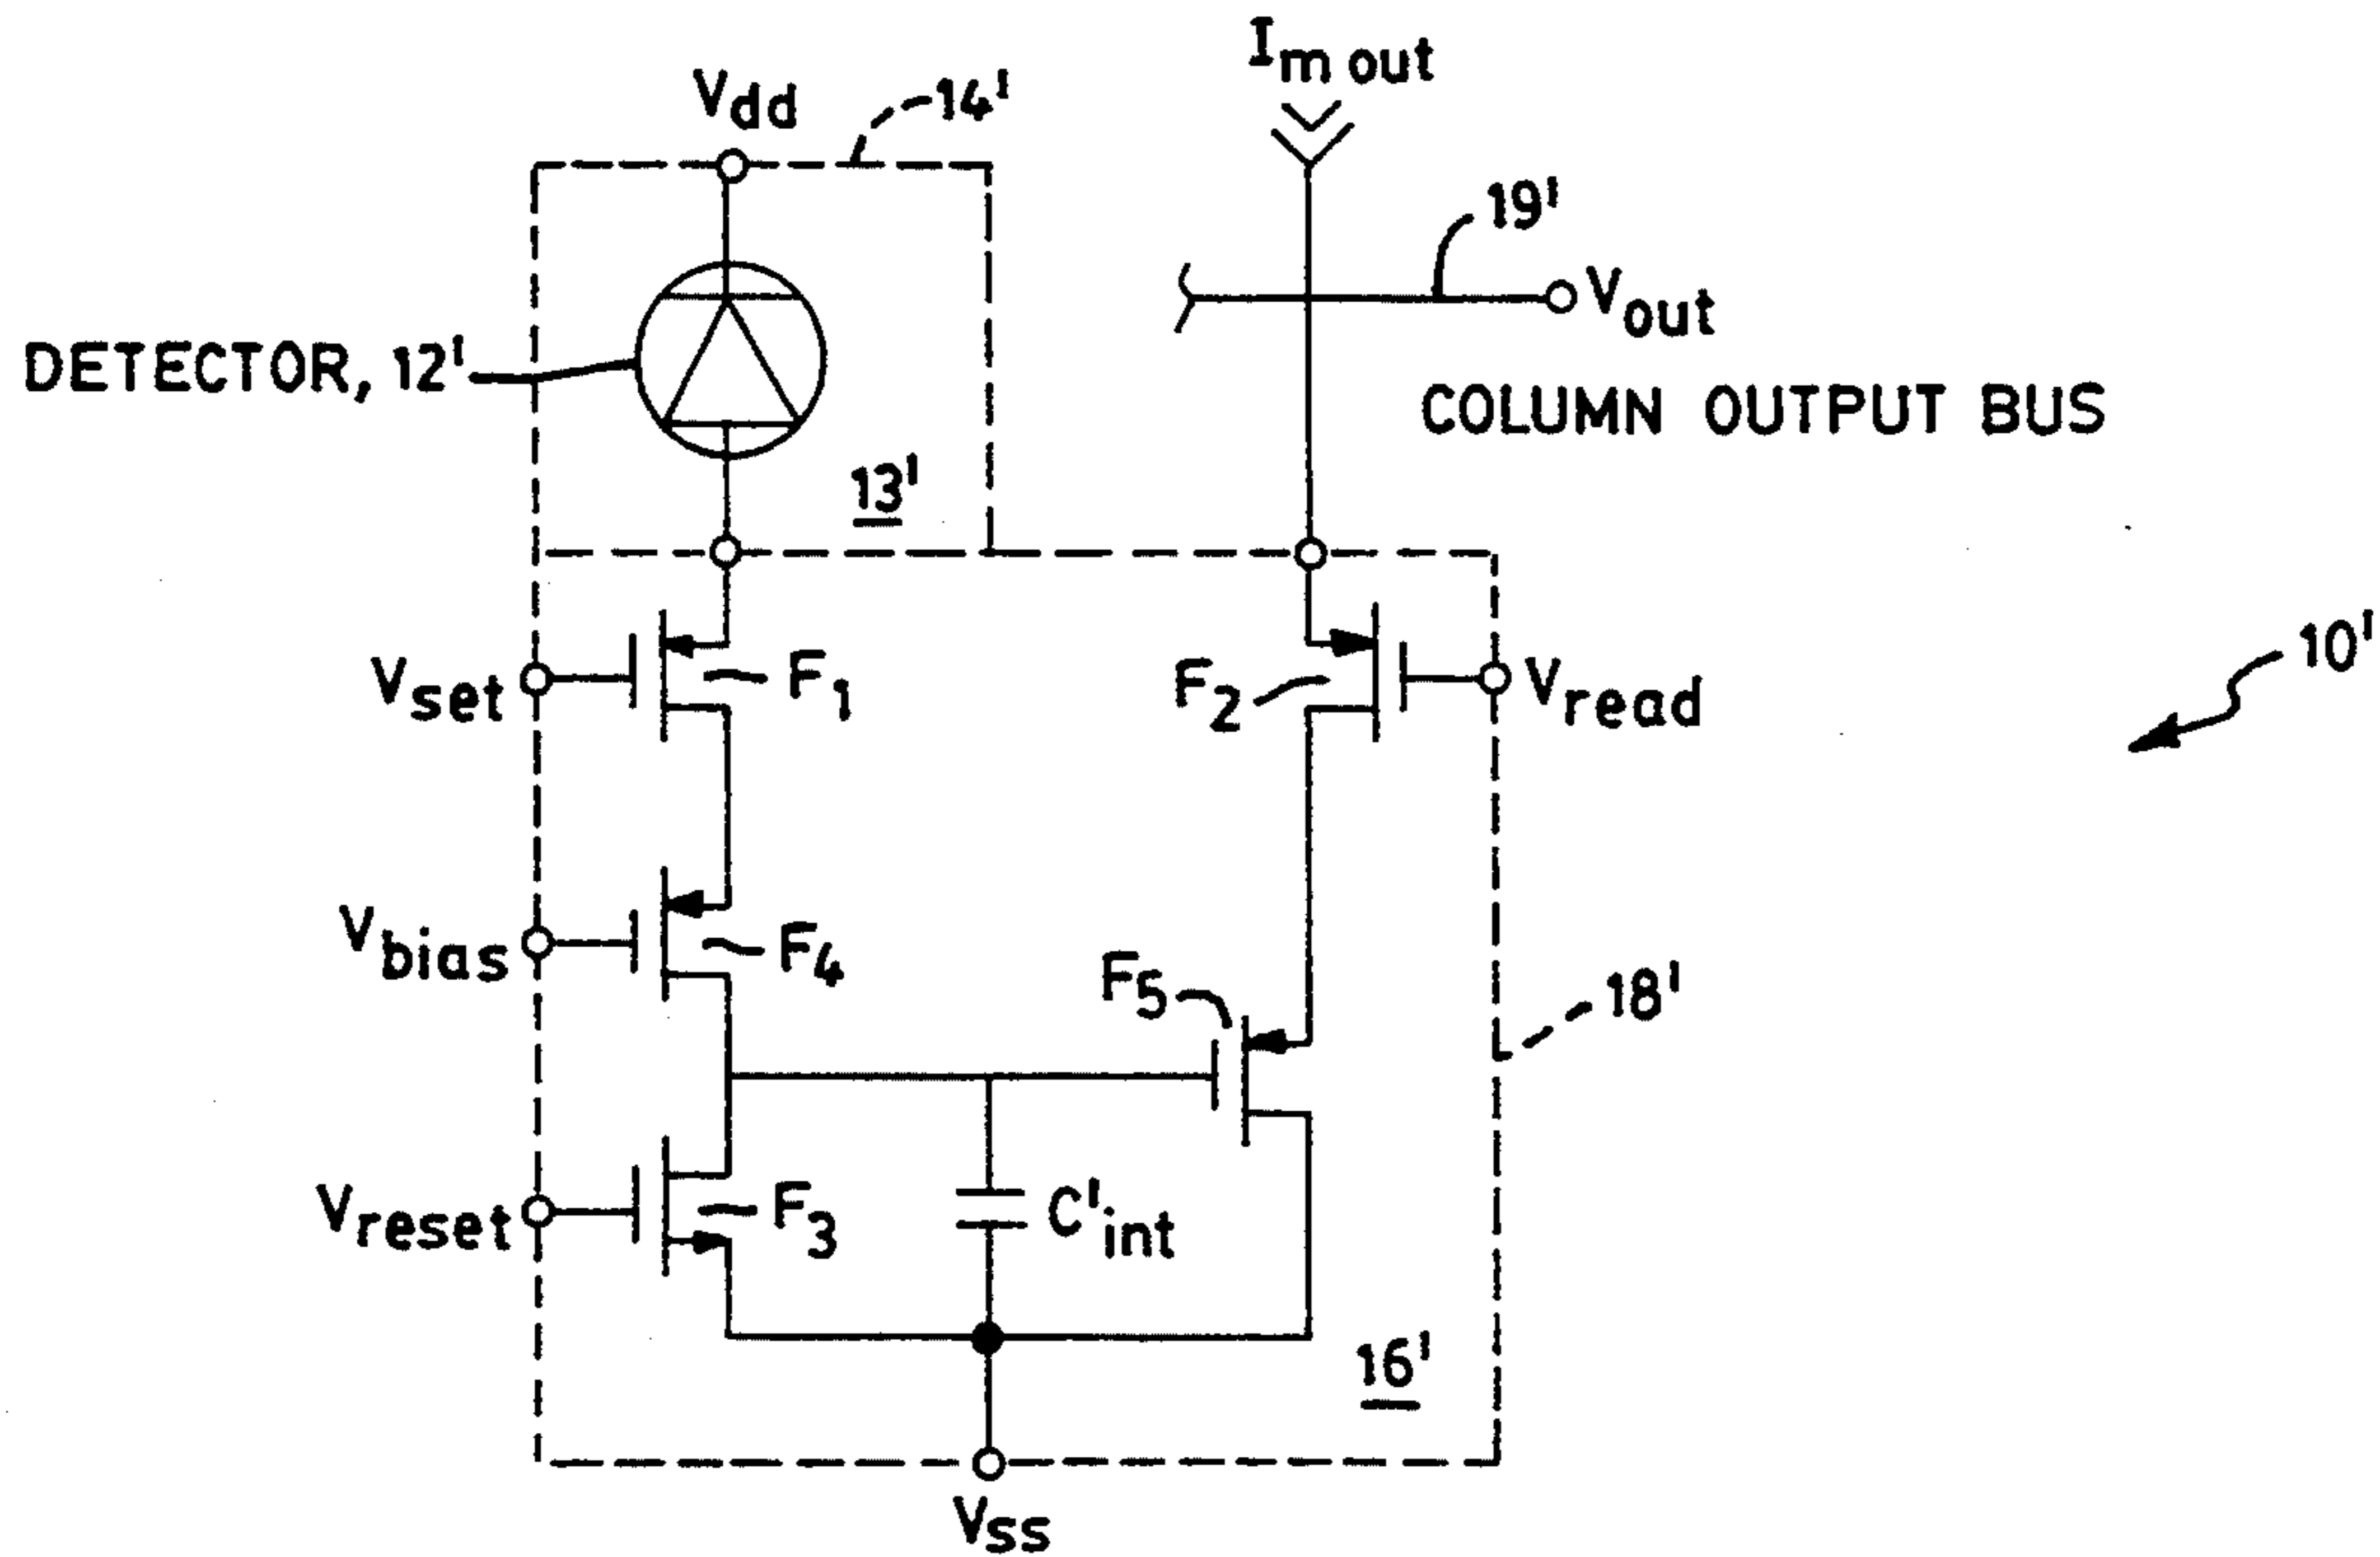 Im out
Vdd
14'
19'
Vout
DETECTOR, 12'
COLUMN OUTPUT BUS
13'
10'
Vset
F1
F2
Vread
Vbias
F4
F5
18'
Vreset
F3
C'int
16'
Vss